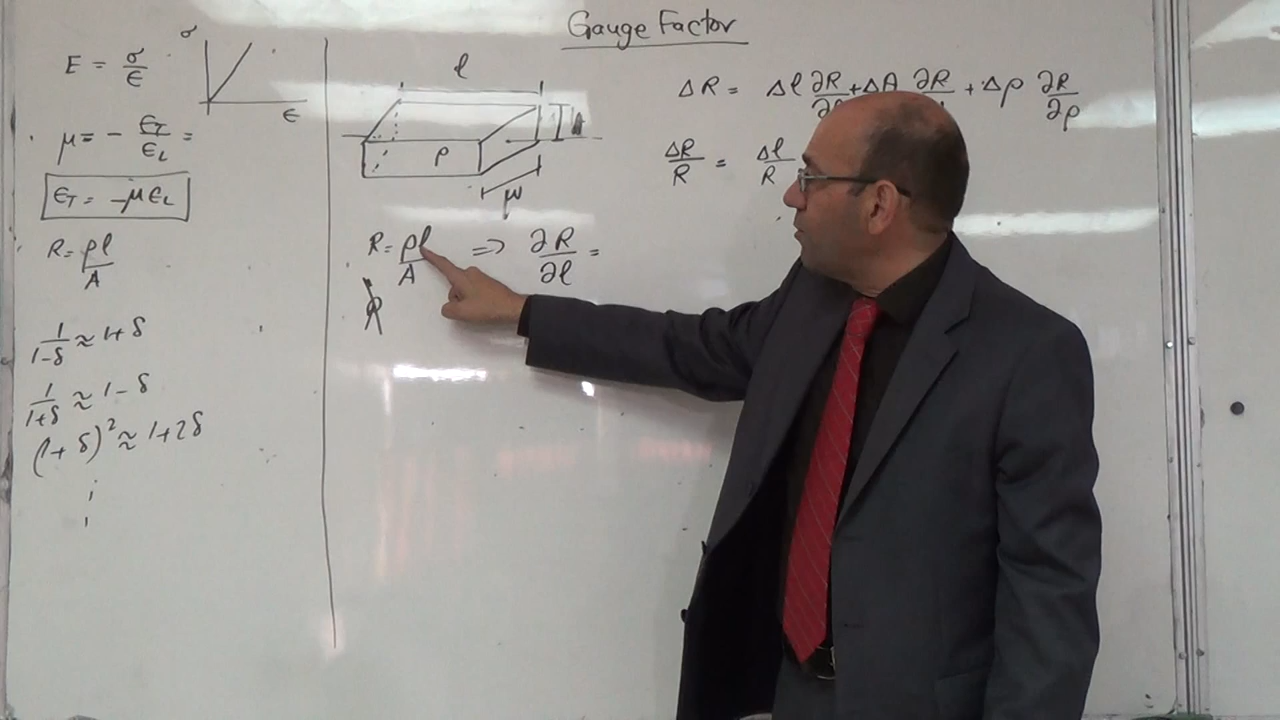 Gauge Factor
E = σ/ε
σ
ε
μ = - ε_T/ε_L =
ε_T = -μ ε_L
R = ρl/A
1/(1-δ) ≈ 1+δ
1/(1+δ) ≈ 1-δ
(1+δ)² ≈ 1+2δ
l
ρ
R = ρl/A ⇒ ∂R/∂l =
ΔR = Δl ∂R/∂ + ΔA ∂R/ + Δρ ∂R/∂ρ
ΔR/R = Δl/R